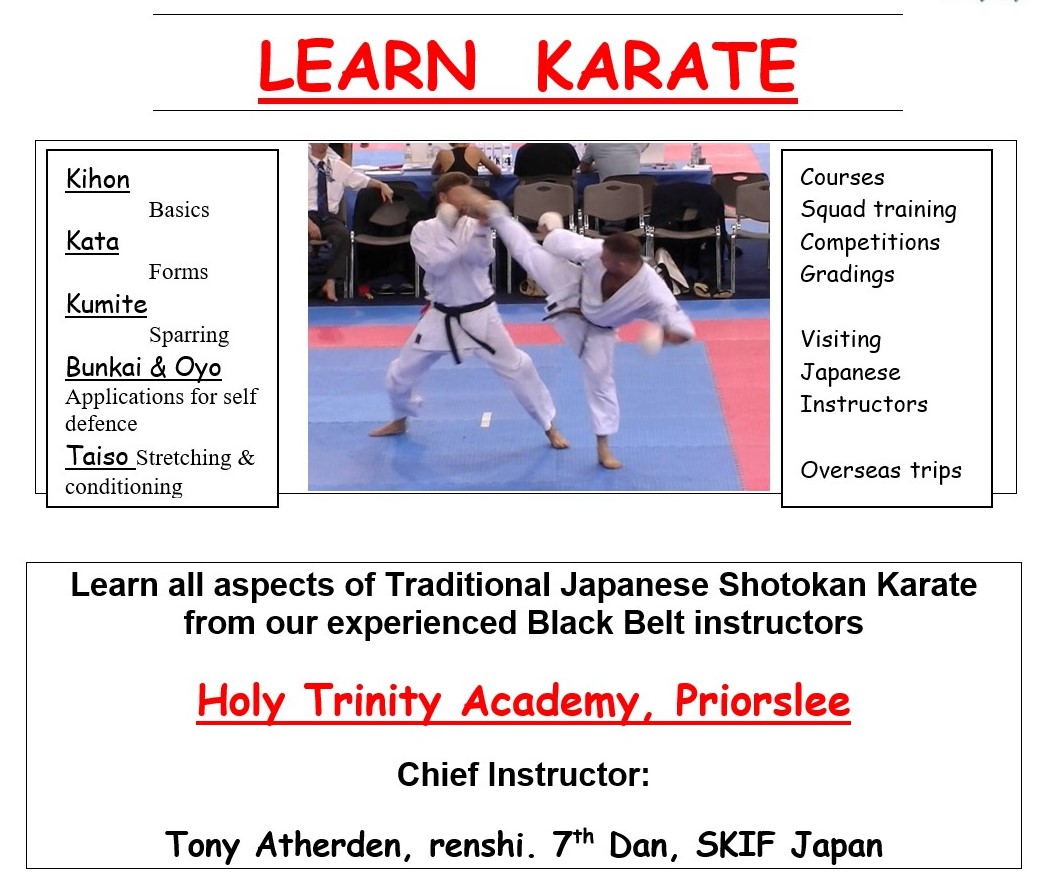 LEARN KARATE
Kihon
Basics
Kata
Forms
Kumite
Sparring
Bunkai & Oyo
Applications for self
defence
Taiso Stretching &
conditioning
Courses
Squad training
Competitions
Gradings
Visiting
Japanese
Instructors
Overseas trips
Learn all aspects of Traditional Japanese Shotokan Karate
from our experienced Black Belt instructors
Holy Trinity Academy, Priorslee
Chief Instructor:
Tony Atherden, renshi. 7th Dan, SKIF Japan